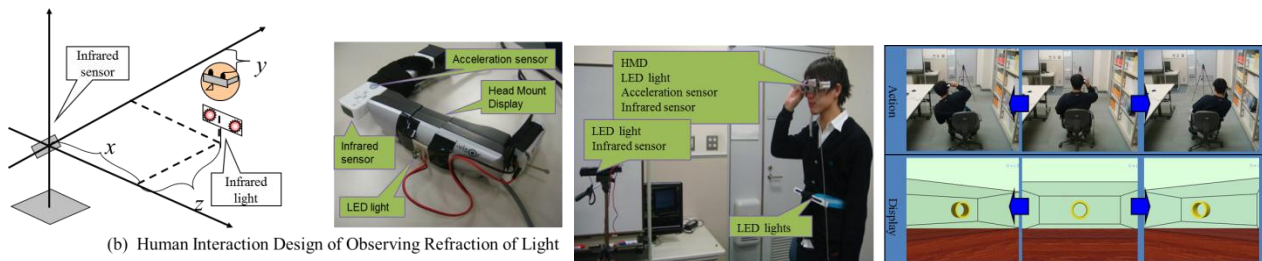 Infrared
sensor
y
x
z
Infrared
light
(b) Human Interaction Design of Observing Refraction of Light
Acceleration sensor
Head Mount
Display
Infrared
sensor
LED light
HMD
LED light
Acceleration sensor
Infrared sensor
LED light
Infrared sensor
LED lights
Action
Display